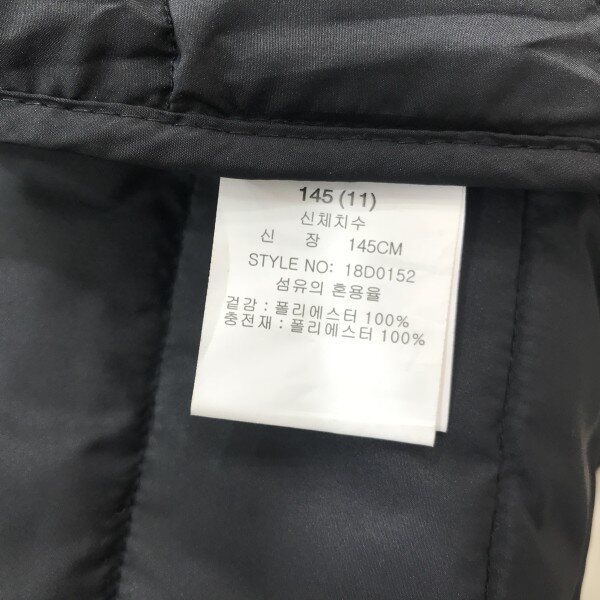 145 (11)
신체치수
신 장 145CM
STYLE NO: 18D0152
섬유의 혼용율
겉감 : 폴리에스터 100%
충전재 : 폴리에스터 100%